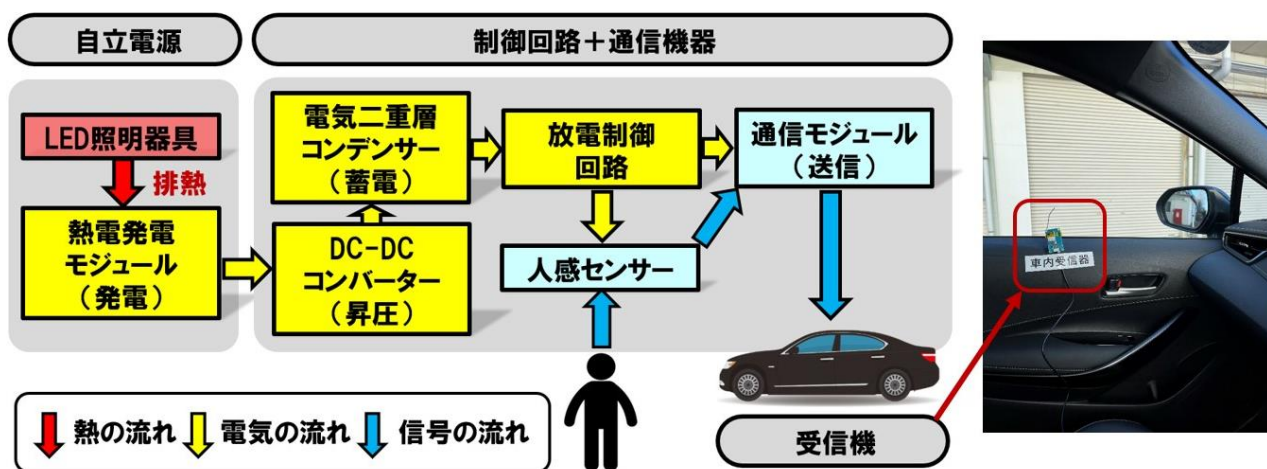 自立電源
制御回路+通信機器
LED照明器具
排熱
熱電発電
モジュール
(発電)
電気二重層
コンデンサー
(蓄電)
DC-DC
コンバーター
(昇圧)
放電制御
回路
人感センサー
通信モジュール
(送信)
受信機
車内受信器
熱の流れ
電気の流れ
信号の流れ